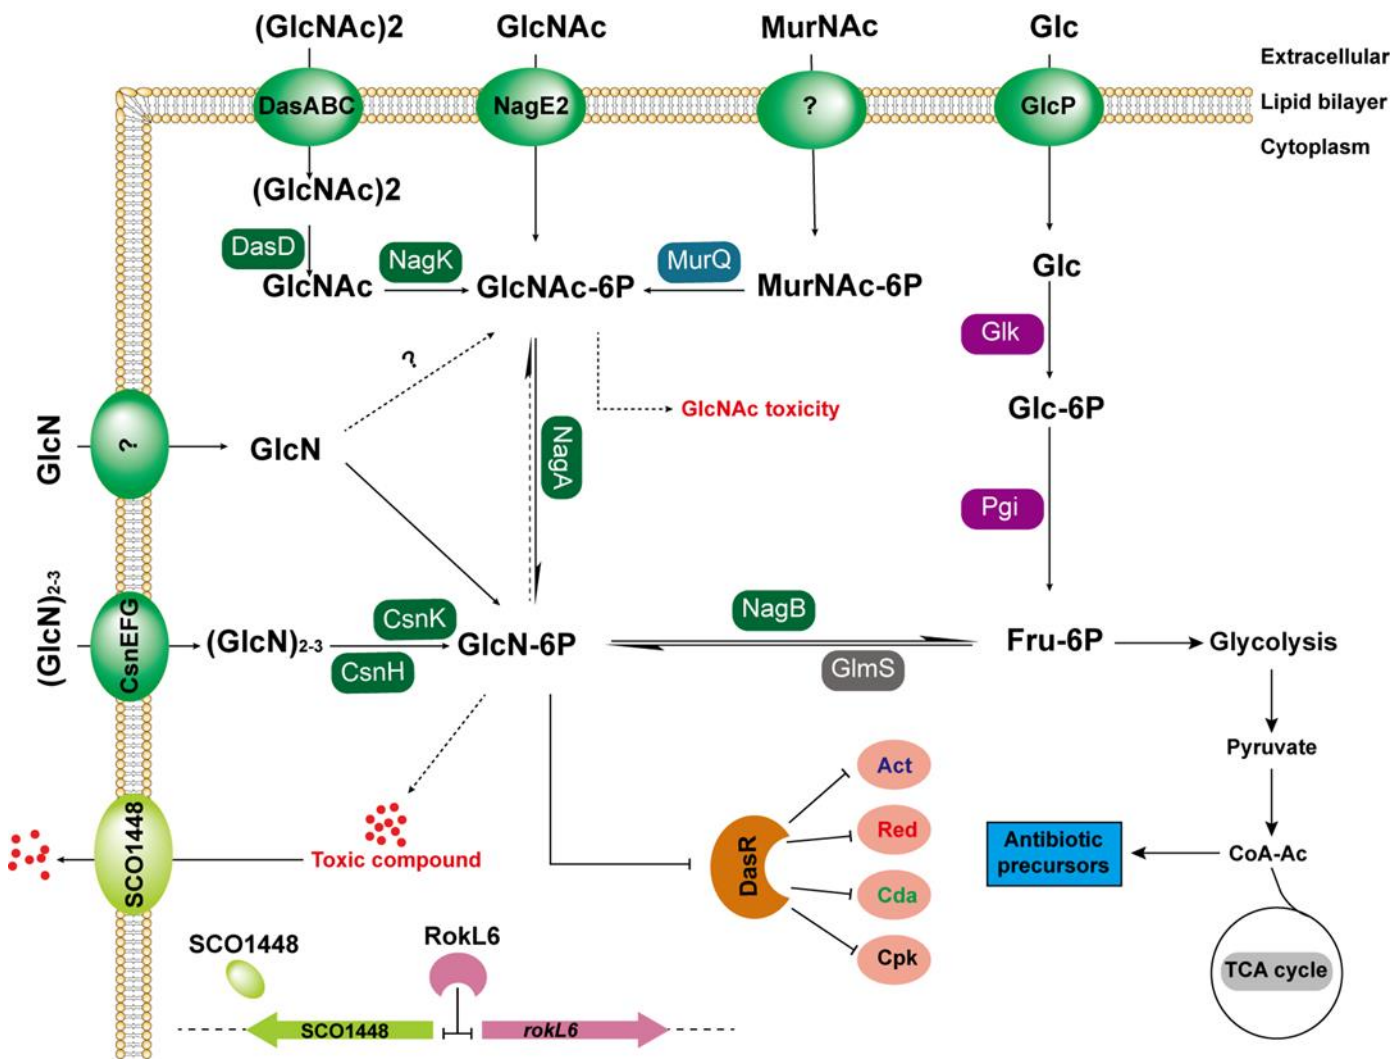 (GlcNAc)2
GlcNAc
MurNAc
Glc
Extracellular
DasABC
NagE2
?
GlcP
Lipid bilayer
Cytoplasm
(GlcNAc)2
DasD
NagK
MurQ
GlcNAc
GlcNAc-6P
MurNAc-6P
Glc
Glk
?
Glc-6P
GlcNAc toxicity
GlcN
?
GlcN
NagA
Pgi
(GlcN)2-3
CsnEFG
(GlcN)2-3
CsnK
CsnH
GlcN-6P
NagB
GlmS
Fru-6P
Glycolysis
Pyruvate
CoA-Ac
Antibiotic
precursors
TCA cycle
Act
Red
Cda
Cpk
DasR
SCO1448
Toxic compound
SCO1448
RokL6
SCO1448
rokL6